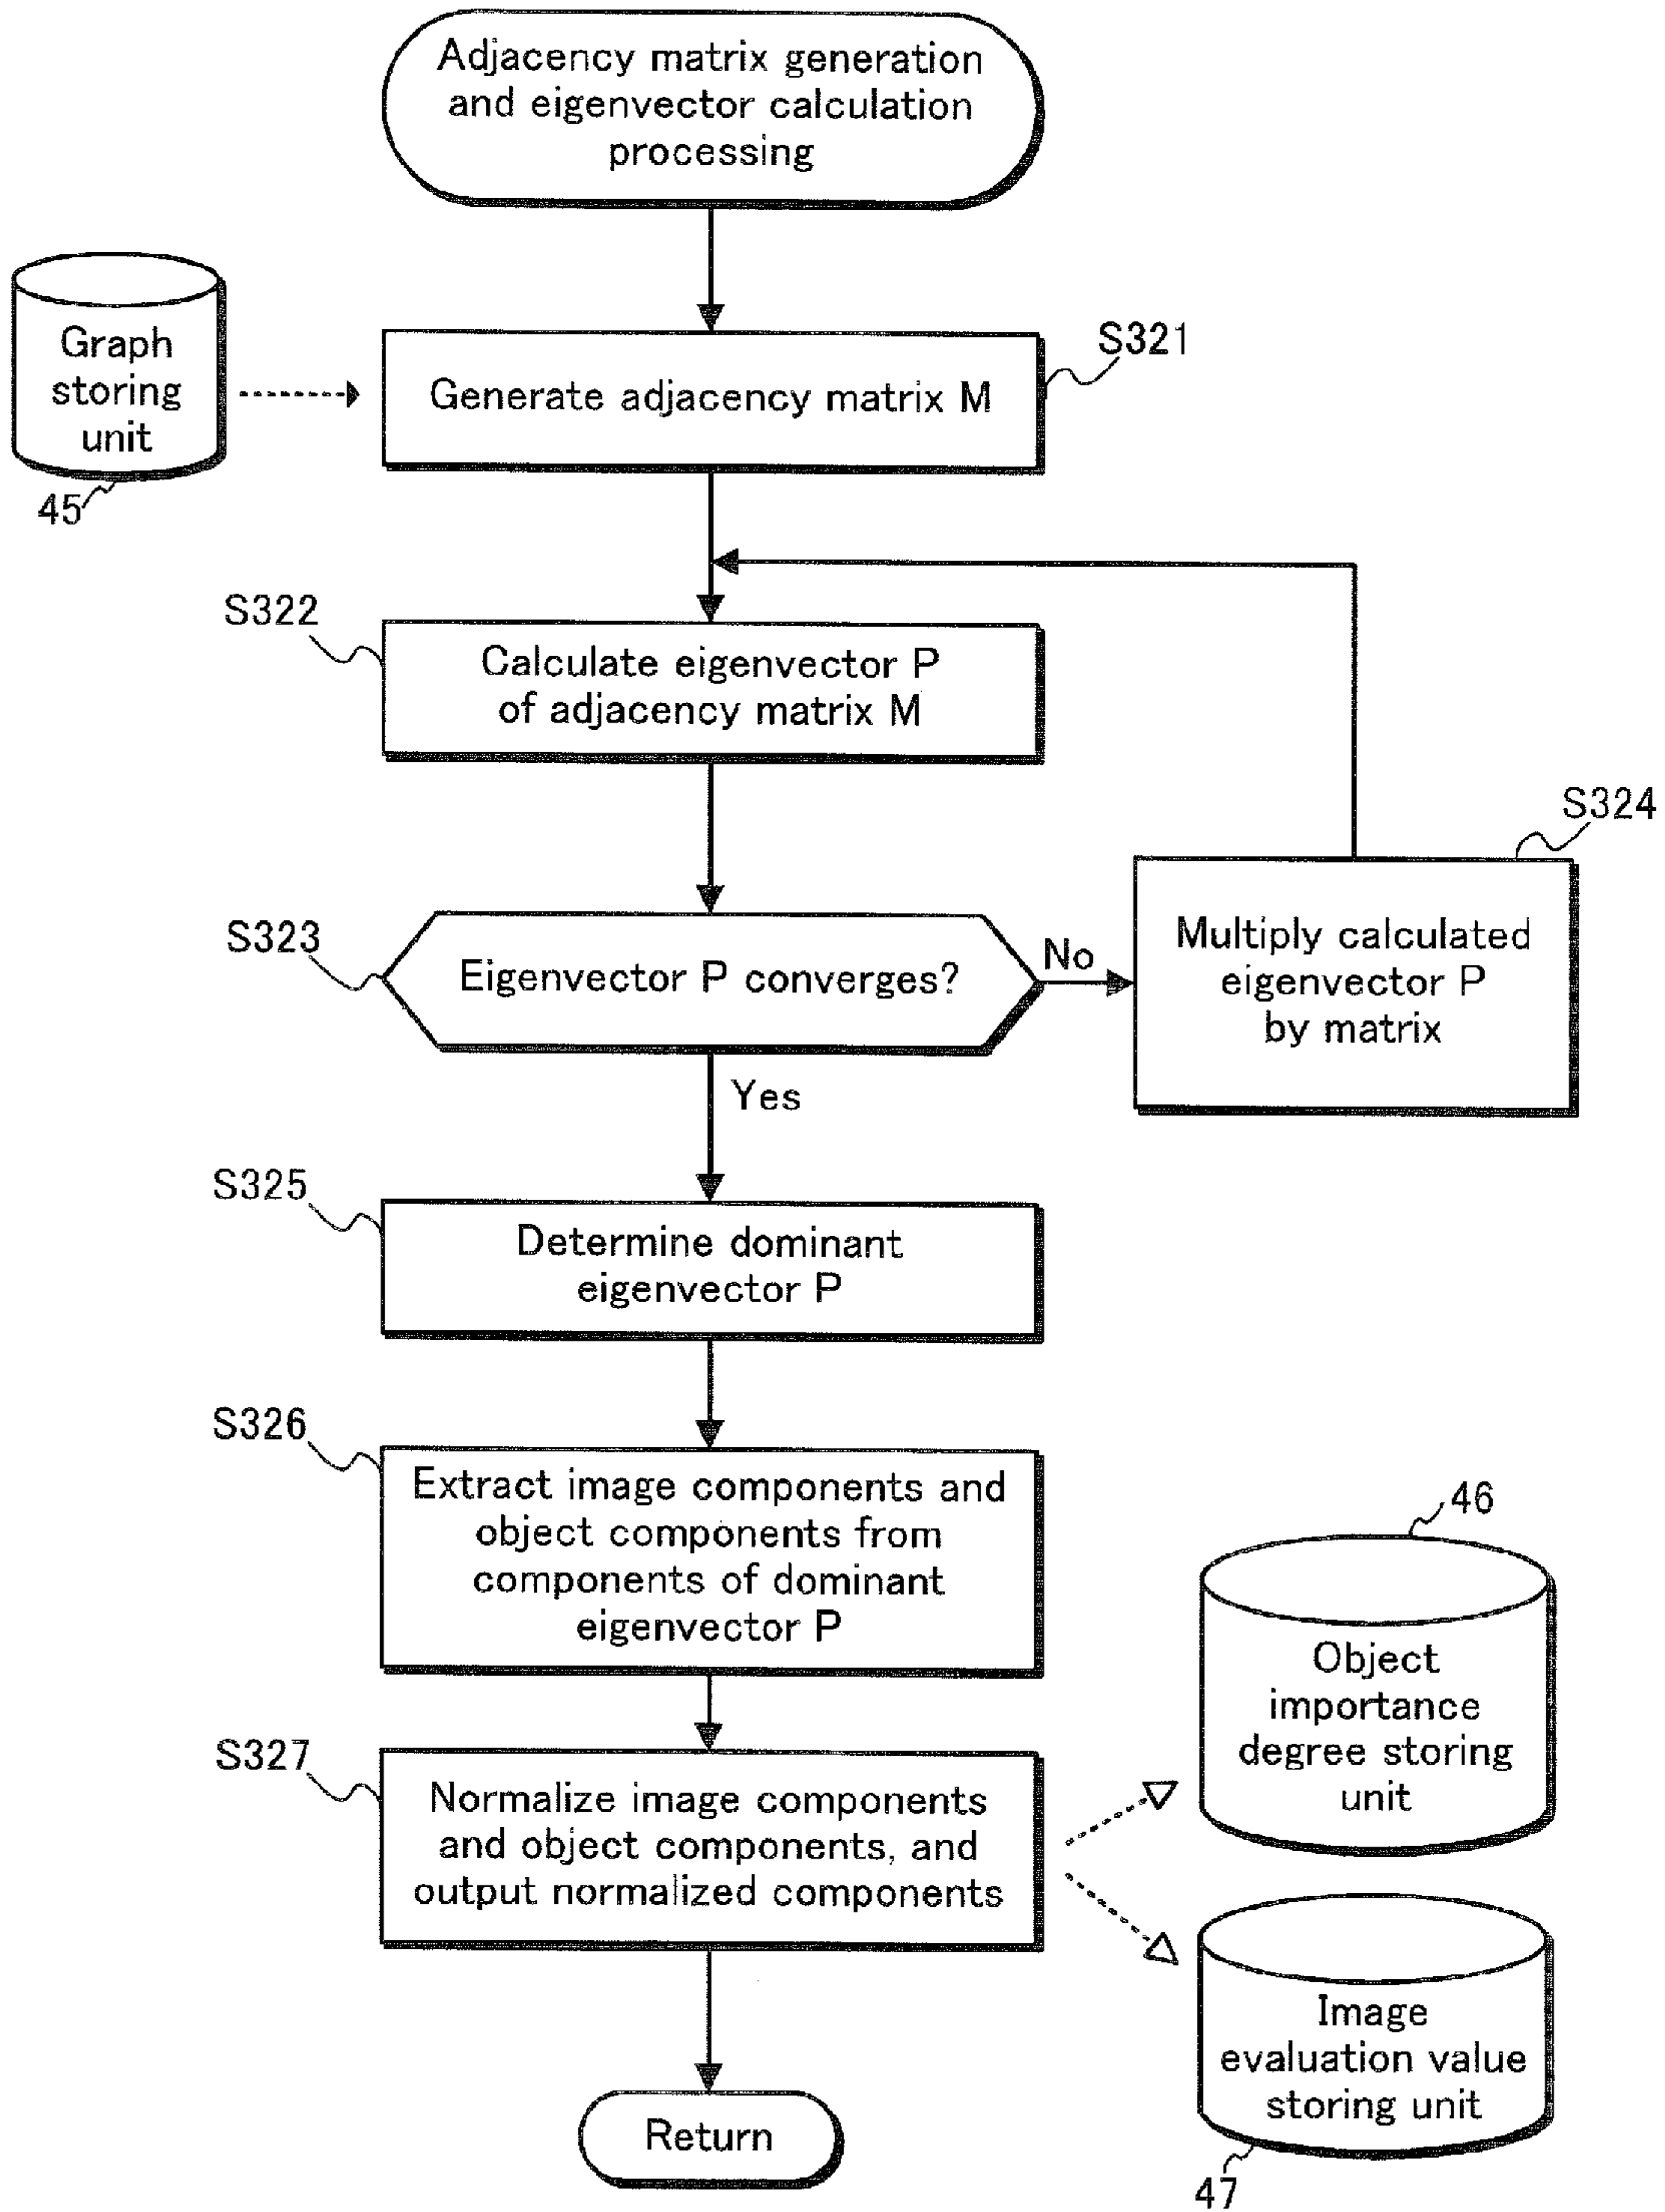 Adjacency matrix generation
and eigenvector calculation
processing
Graph
storing
unit
45
S321
Generate adjacency matrix M
S322
Calculate eigenvector P
of adjacency matrix M
S324
Multiply calculated
eigenvector P
by matrix
S323
Eigenvector P converges?
No
Yes
S325
Determine dominant
eigenvector P
S326
Extract image components and
object components from
components of dominant
eigenvector P
46
Object
importance
degree storing
unit
S327
Normalize image components
and object components, and
output normalized components
Image
evaluation value
storing unit
47
Return